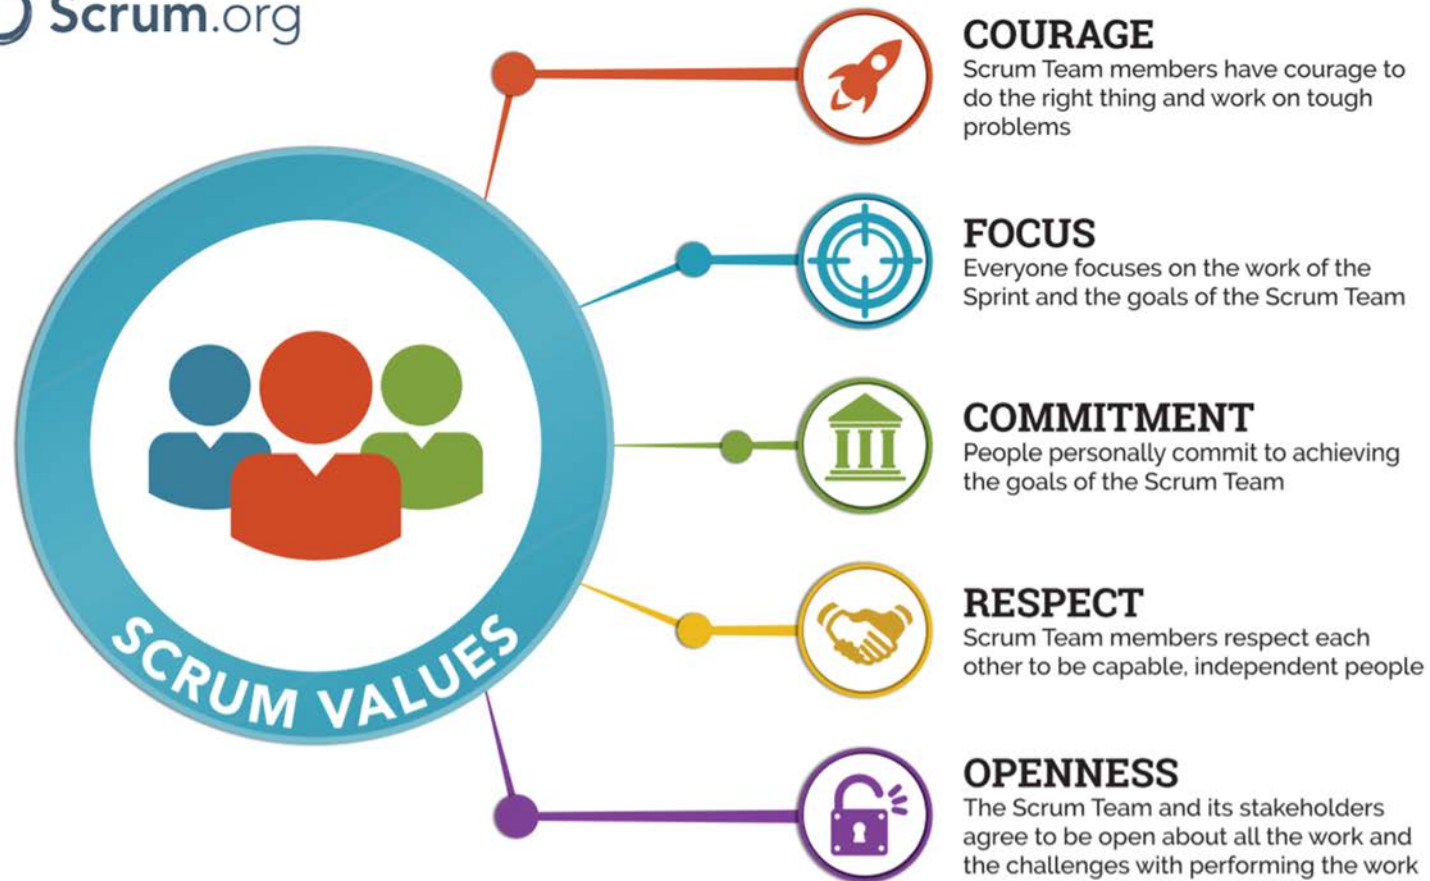 Scrum.org
COURAGE
Scrum Team members have courage to
do the right thing and work on tough
problems
FOCUS
Everyone focuses on the work of the
Sprint and the goals of the Scrum Team
COMMITMENT
People personally commit to achieving
the goals of the Scrum Team
RESPECT
Scrum Team members respect each
other to be capable, independent people
OPENNESS
The Scrum Team and its stakeholders
agree to be open about all the work and
the challenges with performing the work
SCRUM VALUES